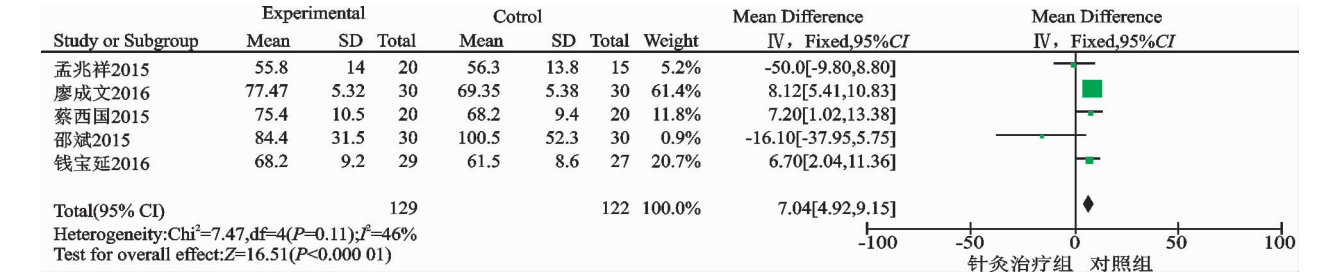 Experimental Cotrol Mean Difference Mean Difference
Study or Subgroup Mean SD Total Mean SD Total Weight Ⅳ，Fixed,95%CI Ⅳ，Fixed,95%CI
孟兆祥2015 55.8 14 20 56.3 13.8 15 5.2% -50.0[-9.80,8.80]
廖成文2016 77.47 5.32 30 69.35 5.38 30 61.4% 8.12[5.41,10.83]
蔡西国2015 75.4 10.5 20 68.2 9.4 20 11.8% 7.20[1.02,13.38]
邵斌2015 84.4 31.5 30 100.5 52.3 30 0.9% -16.10[-37.95,5.75]
钱宝延2016 68.2 9.2 29 61.5 8.6 27 20.7% 6.70[2.04,11.36]
Total(95% CI) 129 122 100.0% 7.04[4.92,9.15]
Heterogeneity:Chi²=7.47,df=4(P=0.11);I²=46%
Test for overall effect:Z=16.51(P<0.000 01)
-100 -50 0 50 100
针灸治疗组 对照组